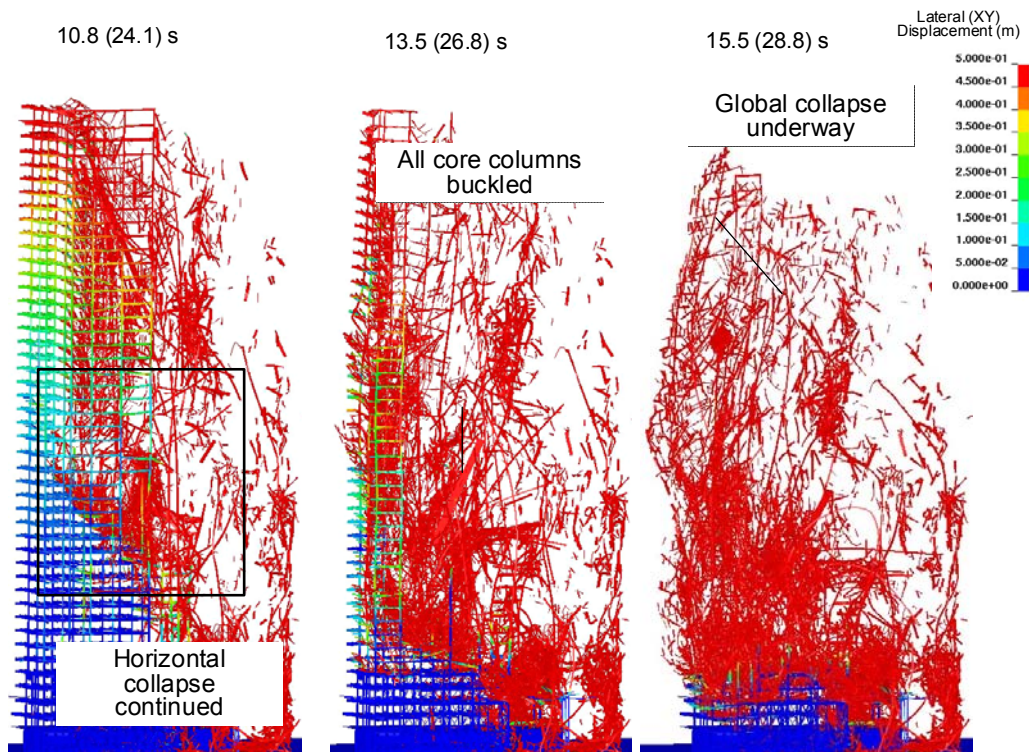 10.8 (24.1) s
13.5 (26.8) s
15.5 (28.8) s
Lateral (XY)
Displacement (m)
5.000e-01
4.500e-01
4.000e-01
3.500e-01
3.000e-01
2.500e-01
2.000e-01
1.500e-01
1.000e-01
5.000e-02
0.000e+00
All core columns
buckled
Global collapse
underway
Horizontal
collapse
continued